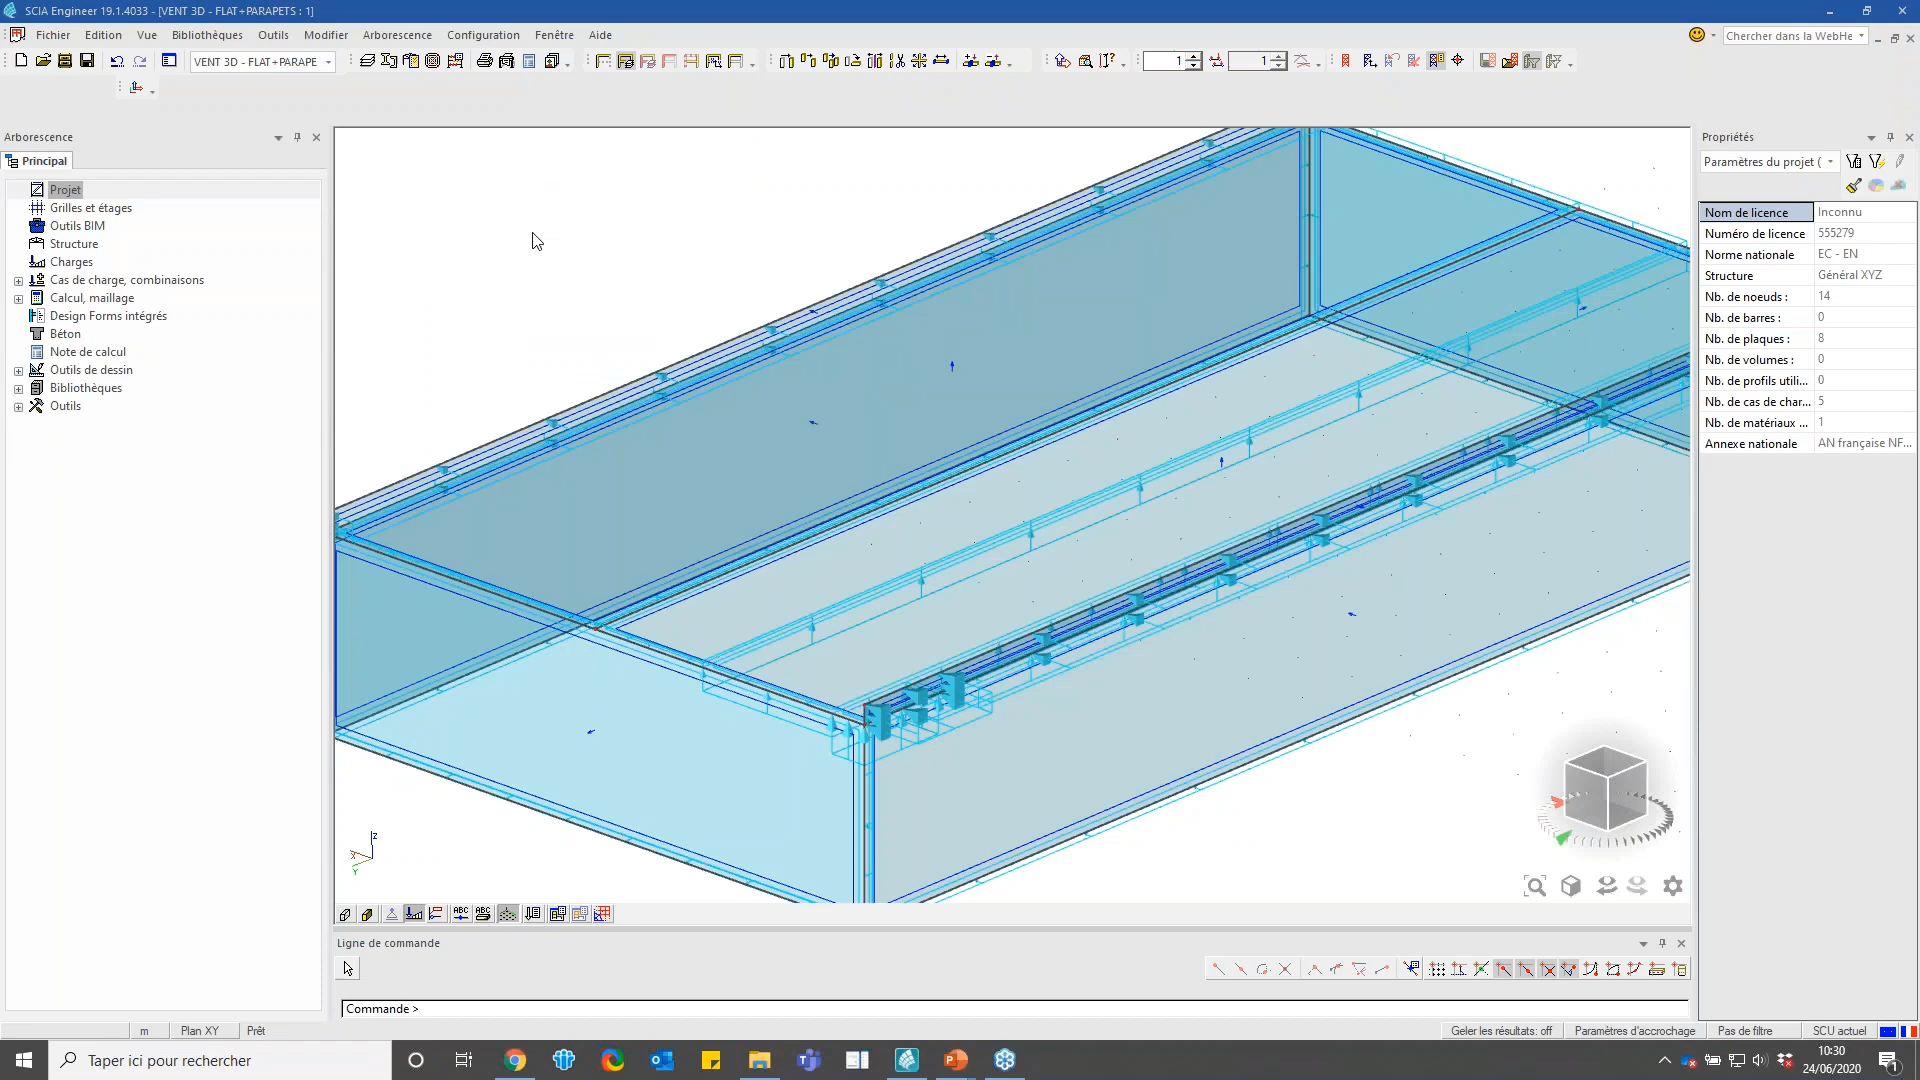 SCIA Engineer 19.1.4033 - [VENT 3D - FLAT+PARAPETS : 1]
Fichier Edition Vue Bibliothèques Outils Modifier Arborescence Configuration Fenêtre Aide
Chercher dans la WebHe
VENT 3D - FLAT+PARAPE
1
1
Arborescence
Principal
Projet
Grilles et étages
Outils BIM
Structure
Charges
Cas de charge, combinaisons
Calcul, maillage
Design Forms intégrés
Béton
Note de calcul
Outils de dessin
Bibliothèques
Outils
Propriétés
Paramètres du projet (
Nom de licence Inconnu
Numéro de licence 555279
Norme nationale EC - EN
Structure Général XYZ
Nb. de noeuds : 14
Nb. de barres : 0
Nb. de plaques : 8
Nb. de volumes : 0
Nb. de profils utili... 0
Nb. de cas de char... 5
Nb. de matériaux ... 1
Annexe nationale AN française NF...
Z
X
Y
ABC ABC
Ligne de commande
Commande >
m Plan XY Prêt
Geler les résultats: off Paramètres d'accrochage Pas de filtre SCU actuel
Taper ici pour rechercher
10:30
24/06/2020
1